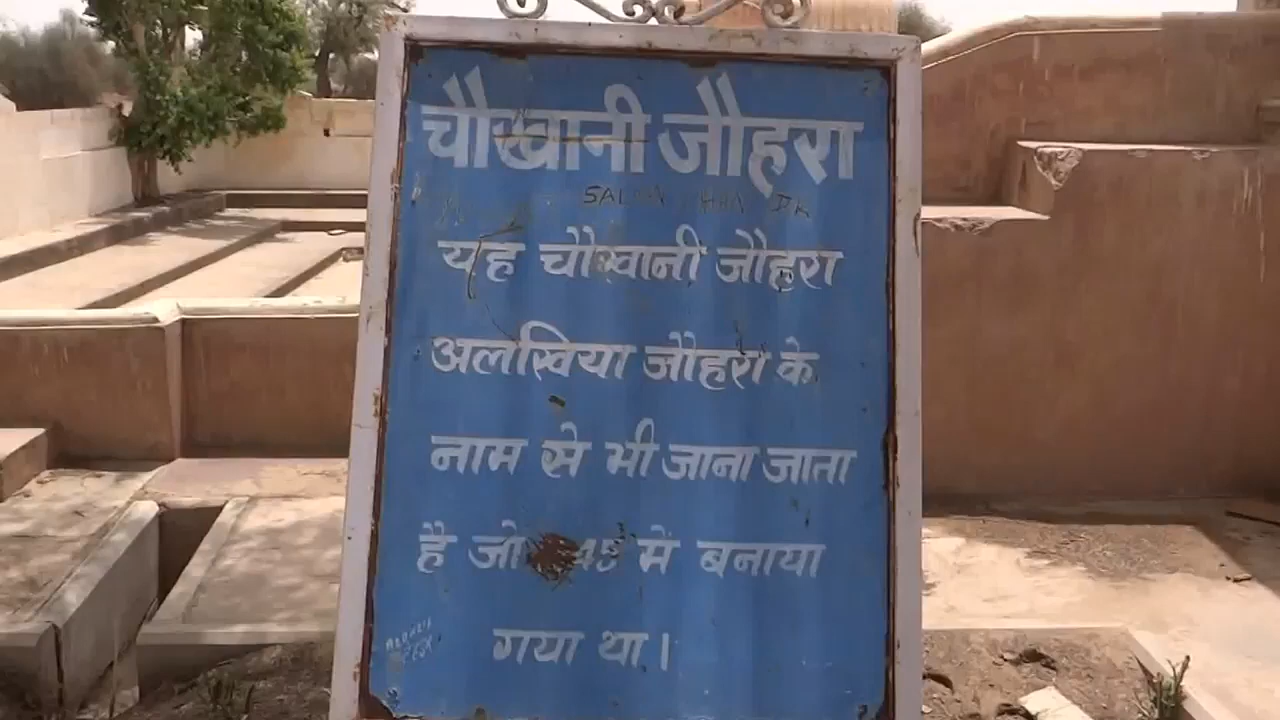 चौखानी जौहरा
यह चौखानी जौहरा
अलखिया जौहरा के
नाम से भी जाना जाता
है जो में बनाया
गया था।